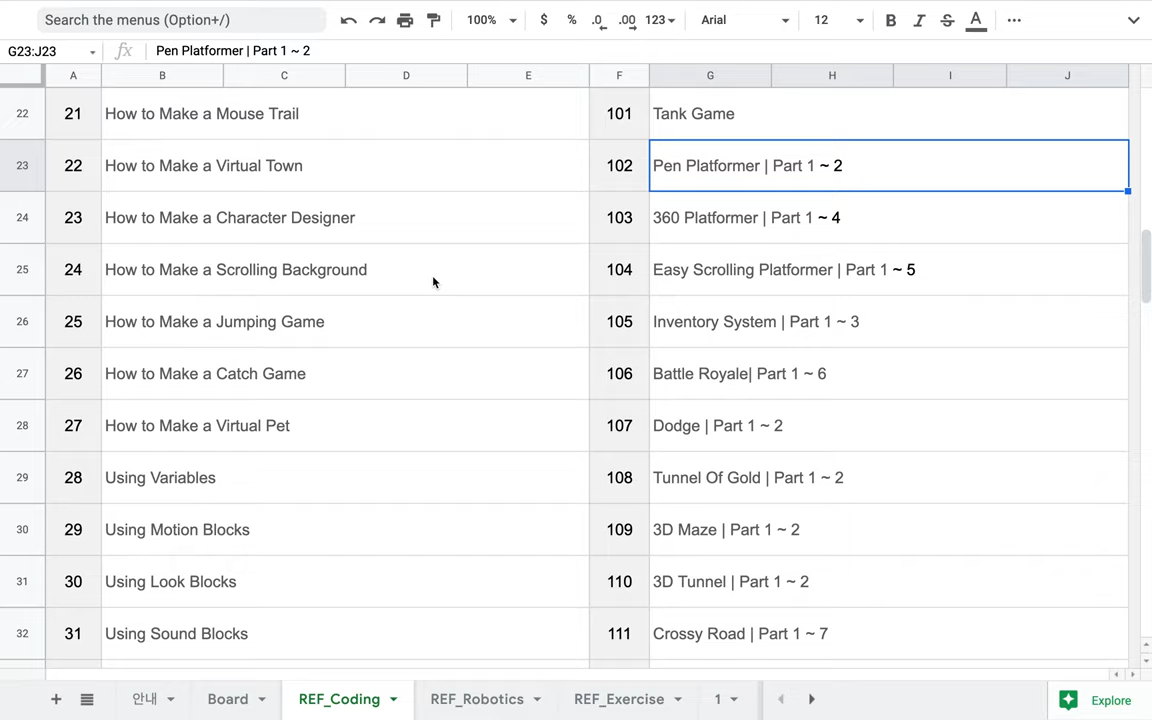 Search the menus (Option+/)
100%
$ % .0 .00 123
Arial
12
B I S A
G23:J23
fx
Pen Platformer | Part 1 ~ 2
A B C D E F G H I J
22 21 How to Make a Mouse Trail 101 Tank Game
23 22 How to Make a Virtual Town 102 Pen Platformer | Part 1 ~ 2
24 23 How to Make a Character Designer 103 360 Platformer | Part 1 ~ 4
25 24 How to Make a Scrolling Background 104 Easy Scrolling Platformer | Part 1 ~ 5
26 25 How to Make a Jumping Game 105 Inventory System | Part 1 ~ 3
27 26 How to Make a Catch Game 106 Battle Royale| Part 1 ~ 6
28 27 How to Make a Virtual Pet 107 Dodge | Part 1 ~ 2
29 28 Using Variables 108 Tunnel Of Gold | Part 1 ~ 2
30 29 Using Motion Blocks 109 3D Maze | Part 1 ~ 2
31 30 Using Look Blocks 110 3D Tunnel | Part 1 ~ 2
32 31 Using Sound Blocks 111 Crossy Road | Part 1 ~ 7
안내 Board REF_Coding REF_Robotics REF_Exercise 1 Explore